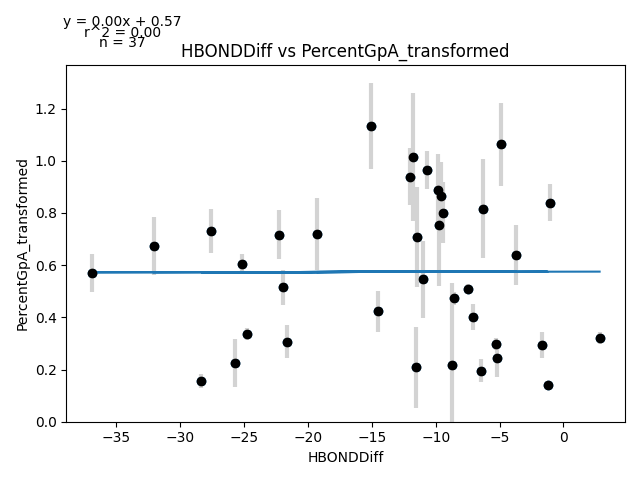 y = 0.00x + 0.57
r^2 = 0.00
n = 37
HBONDDiff vs PercentGpA_transformed
PercentGpA_transformed
1.2
1.0
0.8
0.6
0.4
0.2
0.0
−35 −30 −25 −20 −15 −10 −5 0
HBONDDiff